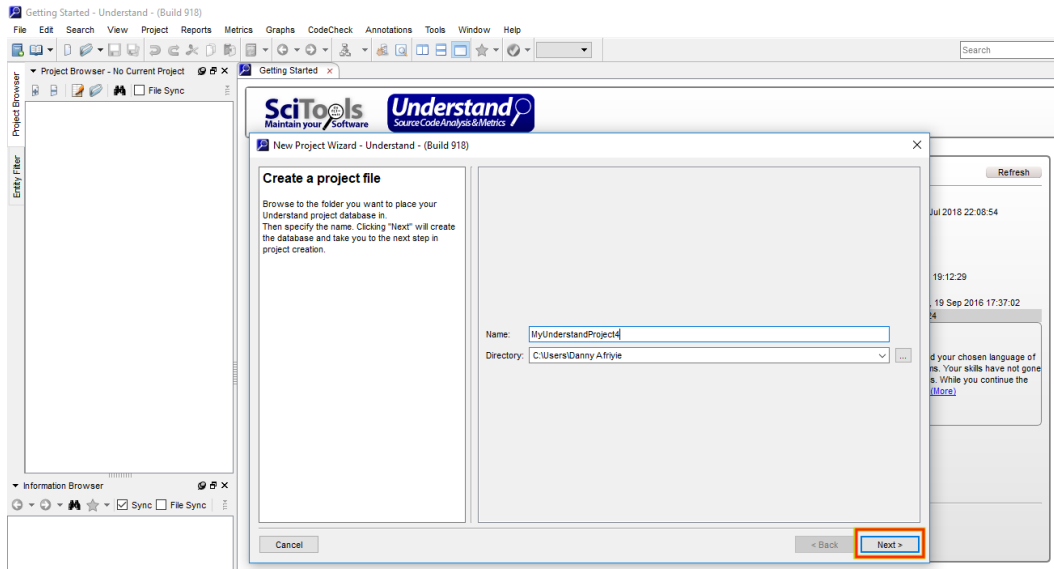 Getting Started - Understand - (Build 918)
File Edit Search View Project Reports Metrics Graphs CodeCheck Annotations Tools Window Help
Search
Project Browser - No Current Project
Getting Started
File Sync
Project Browser
Entity Filter
SciTools
Maintain your Software
Understand
Source Code Analysis & Metrics
New Project Wizard - Understand - (Build 918)
Create a project file
Browse to the folder you want to place your
Understand project database in.
Then specify the name. Clicking "Next" will create
the database and take you to the next step in
project creation.
Name: MyUnderstandProject4
Directory: C:\Users\Danny Afriyie
...
Cancel
< Back
Next >
Refresh
Jul 2018 22:08:54
19:12:29
, 19 Sep 2016 17:37:02
d your chosen language of
ms. Your skills have not gone
s. While you continue the
(More)
Information Browser
Sync File Sync